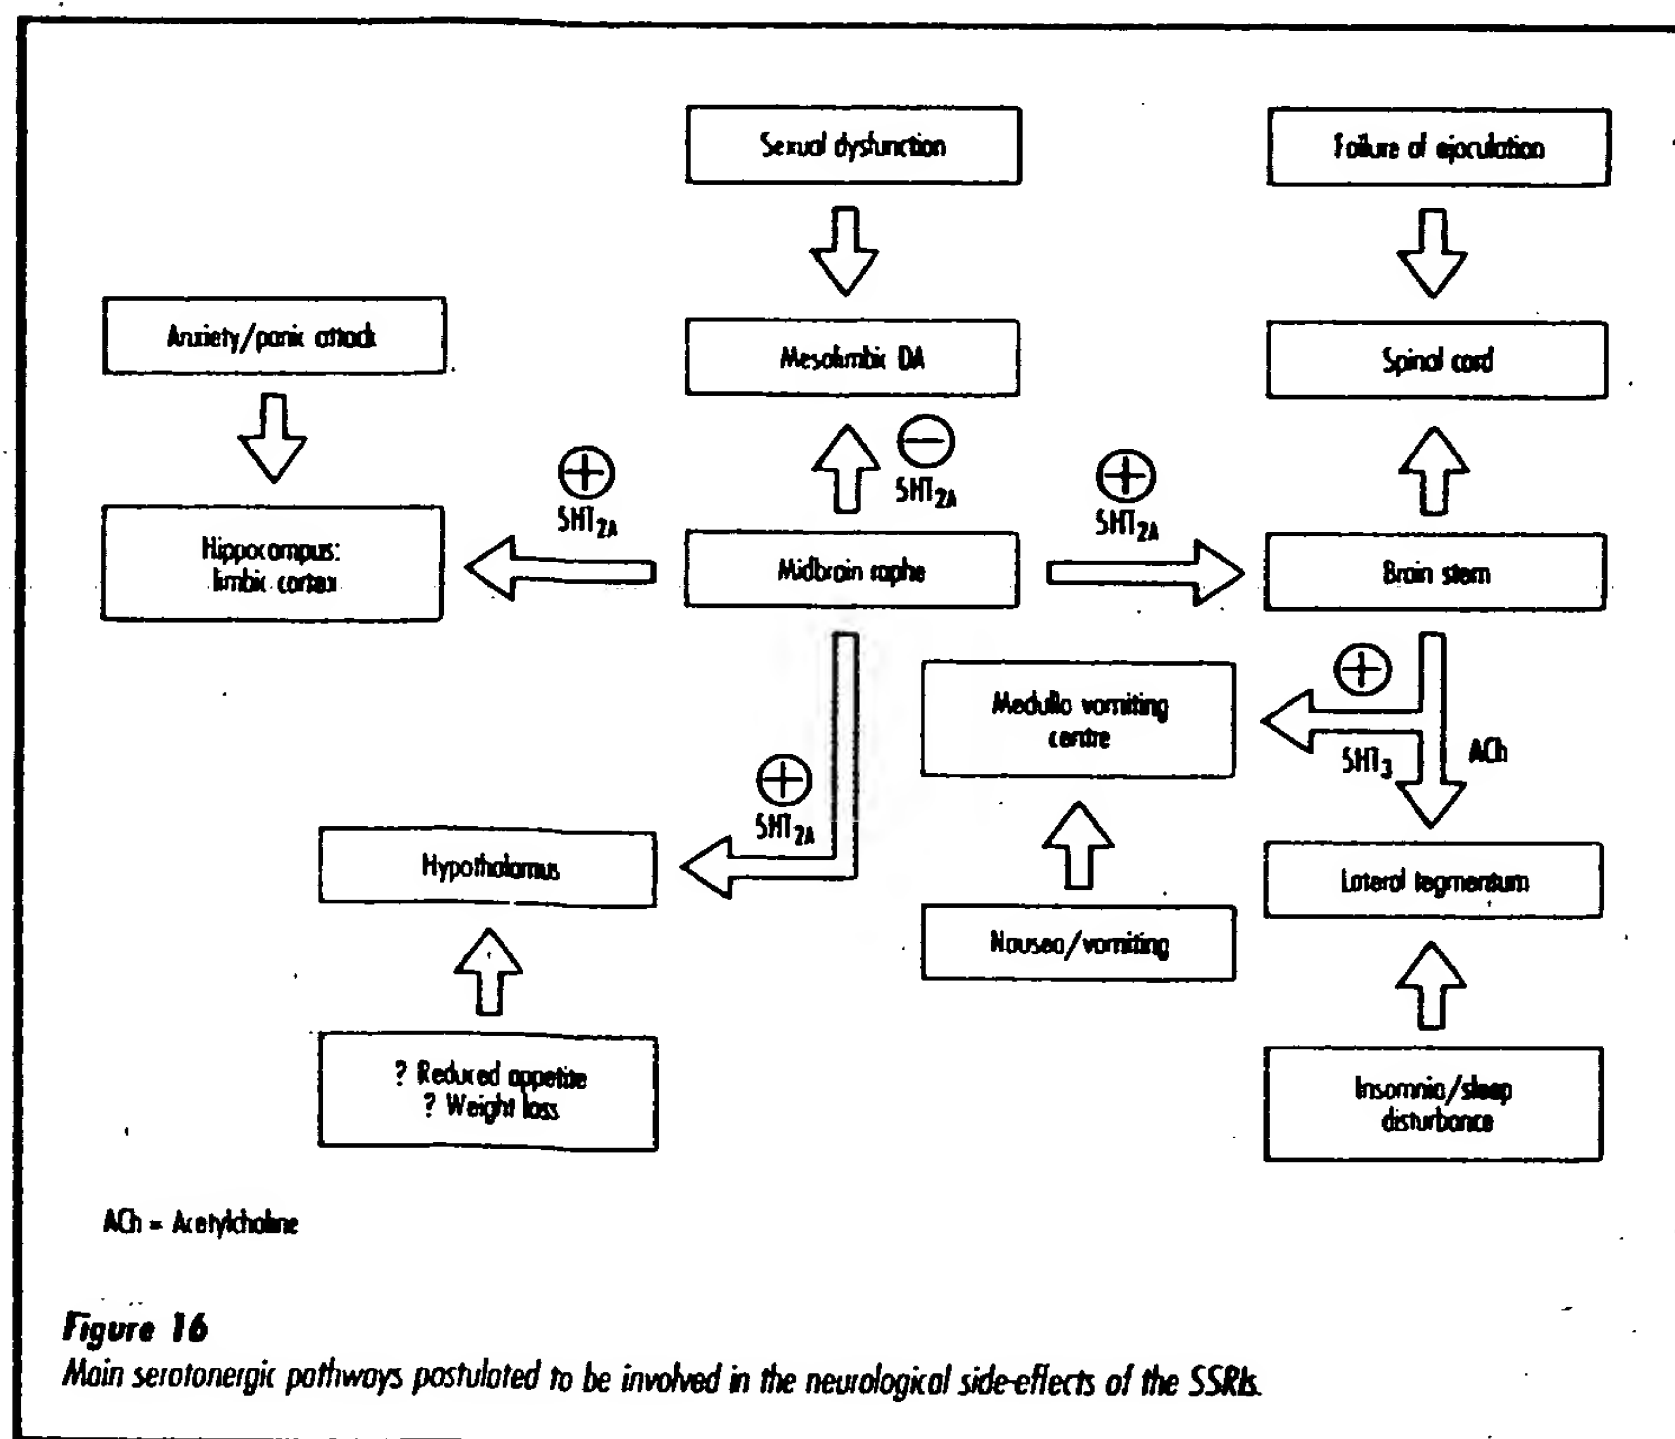 Sexual dysfunction
Failure of ejaculation
Anxiety/panic attack
Mesolimbic DA
Spinal cord
+
5HT2A
−
5HT2A
+
5HT2A
Hippocampus:
limbic cortex
Midbrain raphe
Brain stem
Medulla vomiting
centre
+
5HT3
ACh
+
5HT2A
Hypothalamus
Lateral tegmentum
Nausea/vomiting
? Reduced appetite
? Weight loss
Insomnia/sleep
disturbance
ACh = Acetylcholine
Figure 16
Main serotonergic pathways postulated to be involved in the neurological side-effects of the SSRIs.